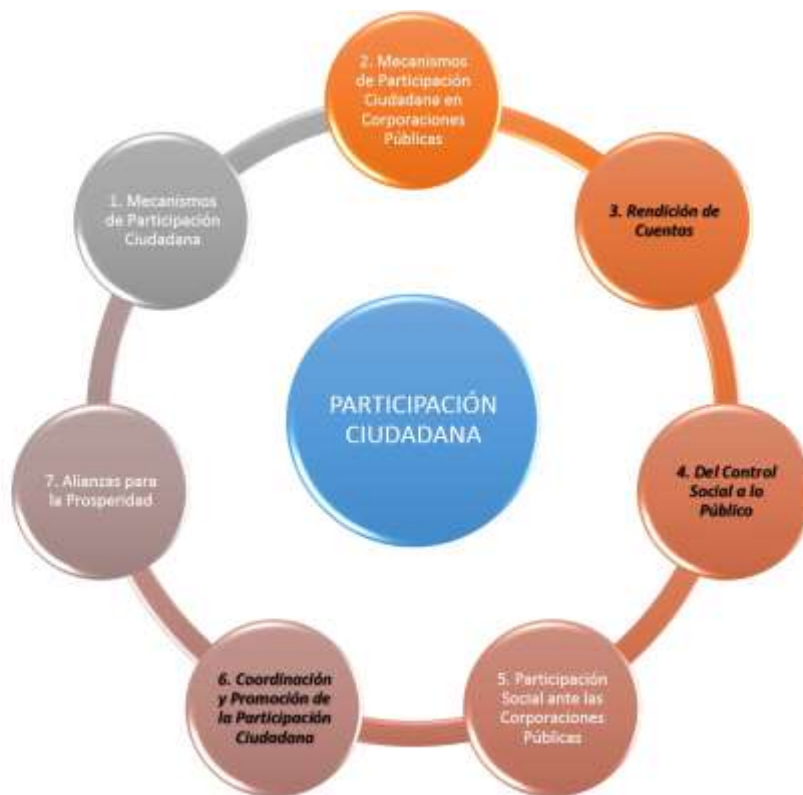 2. Mecanismos
de Participación
Ciudadana en
Corporaciones
Públicas
1. Mecanismos
de Participación
Ciudadana
3. Rendición de
Cuentas
PARTICIPACIÓN
CIUDADANA
4. Del Control
Social a la
Público
7. Alianzas para
la Prosperidad
6. Coordinación
y Promoción de
la Participación
Ciudadana
5. Participación
Social ante las
Corporaciones
Públicas